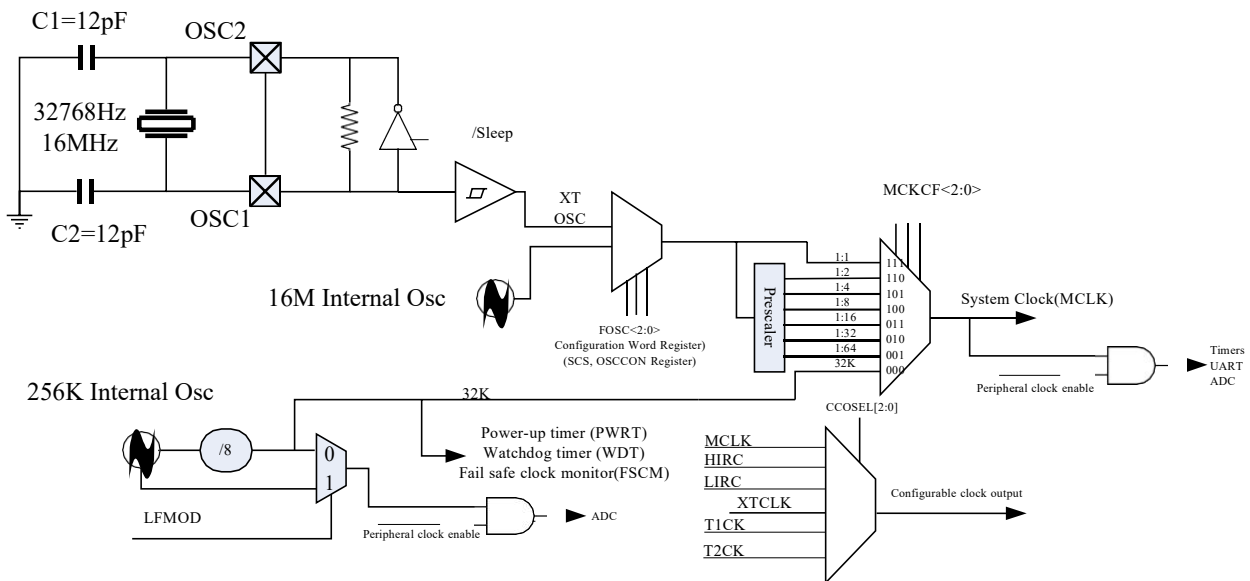 C1=12pF
OSC2
32768Hz
16MHz
/Sleep
OSC1
C2=12pF
XT
OSC
MCKCF<2:0>
16M Internal Osc
FOSC<2:0>
Configuration Word Register)
(SCS, OSCCON Register)
Prescaler
1:1
1:2
1:4
1:8
1:16
1:32
1:64
32K
111
110
101
100
011
010
001
000
System Clock(MCLK)
Peripheral clock enable
Timers
UART
ADC
256K Internal Osc
/8
32K
0
1
LFMOD
Power-up timer (PWRT)
Watchdog timer (WDT)
Fail safe clock monitor(FSCM)
Peripheral clock enable
ADC
CCOSEL[2:0]
MCLK
HIRC
LIRC
XTCLK
T1CK
T2CK
Configurable clock output